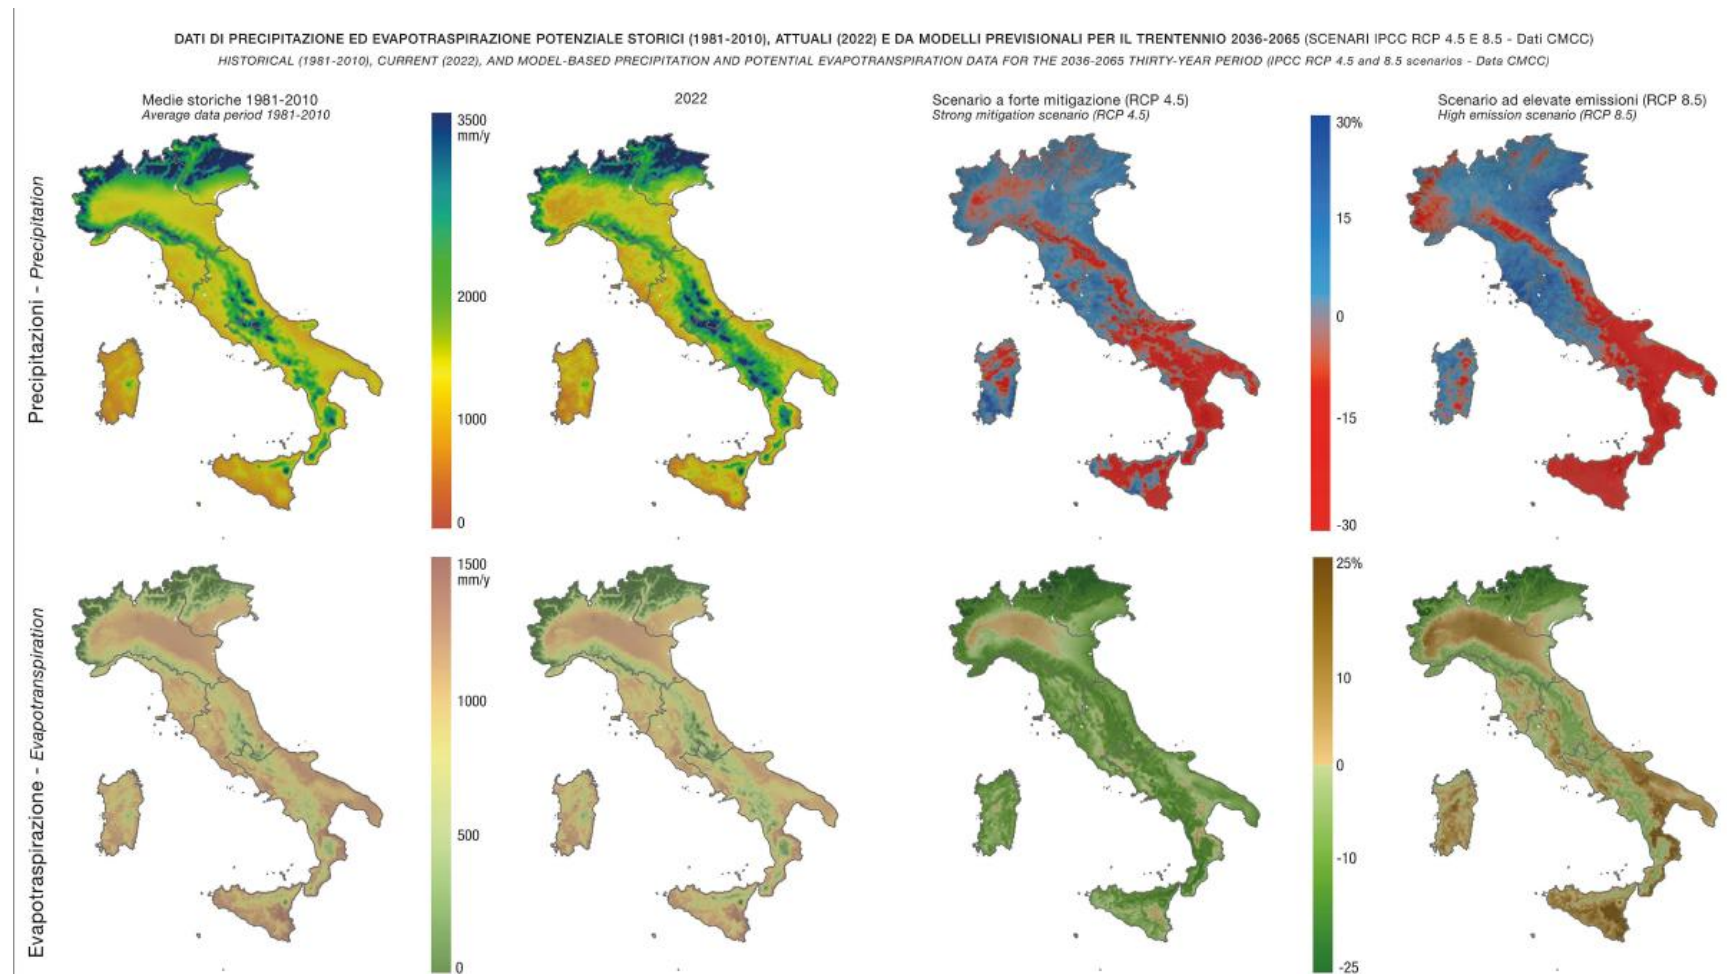 DATI DI PRECIPITAZIONE ED EVAPOTRASPIRAZIONE POTENZIALE STORICI (1981-2010), ATTUALI (2022) E DA MODELLI PREVISIONALI PER IL TRENTENNIO 2036-2065 (SCENARI IPCC RCP 4.5 E 8.5 - Dati CMCC)
HISTORICAL (1981-2010), CURRENT (2022), AND MODEL-BASED PRECIPITATION AND POTENTIAL EVAPOTRANSPIRATION DATA FOR THE 2036-2065 THIRTY-YEAR PERIOD (IPCC RCP 4.5 and 8.5 scenarios - Data CMCC)
Medie storiche 1981-2010
Average data period 1981-2010
2022
Scenario a forte mitigazione (RCP 4.5)
Strong mitigation scenario (RCP 4.5)
Scenario ad elevate emissioni (RCP 8.5)
High emission scenario (RCP 8.5)
Precipitazioni - Precipitation
3500
mm/y
2000
1000
0
30%
15
0
-15
-30
Evapotraspirazione - Evapotranspiration
1500
mm/y
1000
500
0
25%
10
0
-10
-25